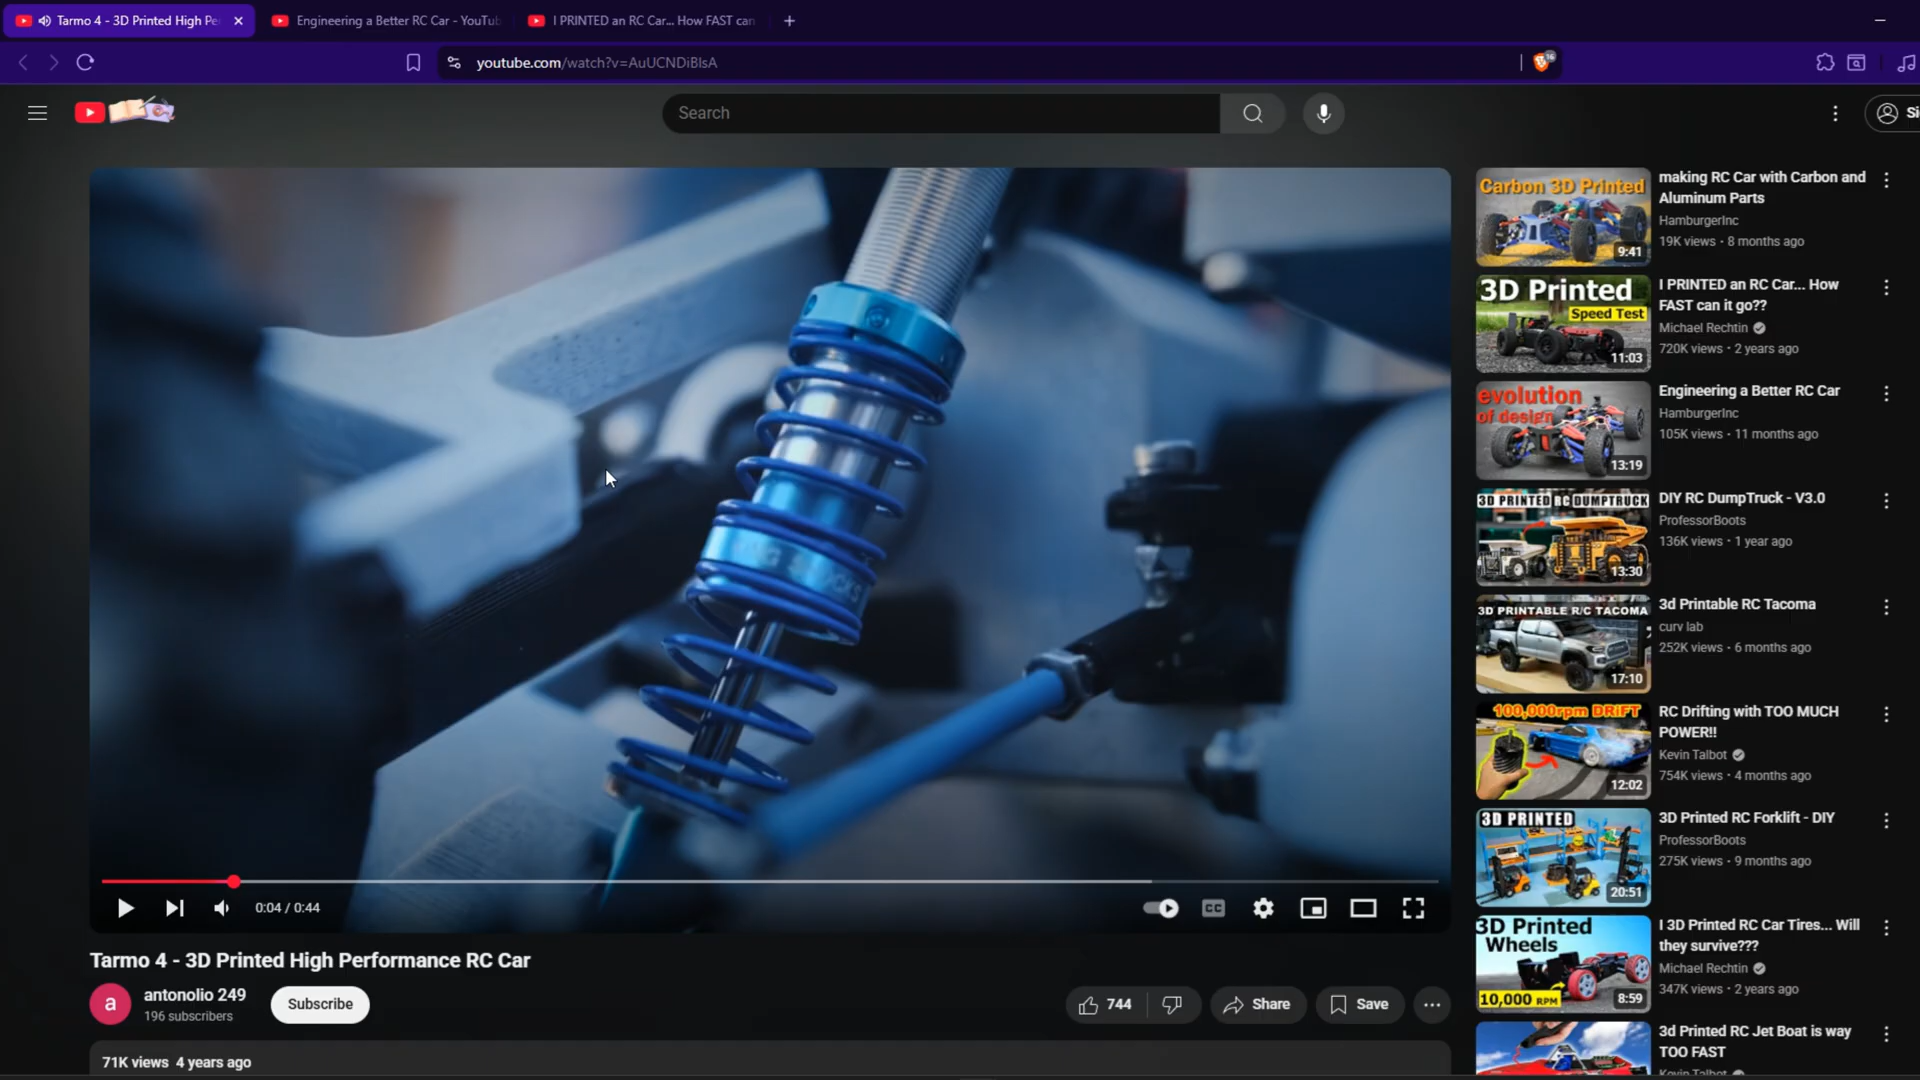 Tarmo 4 - 3D Printed High Pe
Engineering a Better RC Car - YouTub
I PRINTED an RC Car... How FAST can
youtube.com/watch?v=AuUCNDiBIsA
16
Search
Si
Carbon 3D Printed
9:41
making RC Car with Carbon and
Aluminum Parts
HamburgerInc
19K views • 8 months ago
3D Printed
Speed Test
11:03
I PRINTED an RC Car... How
FAST can it go??
Michael Rechtin
720K views • 2 years ago
evolution
of design
13:19
Engineering a Better RC Car
HamburgerInc
105K views • 11 months ago
3D PRINTED RC DUMPTRUCK
13:30
DIY RC DumpTruck - V3.0
ProfessorBoots
136K views • 1 year ago
3D PRINTABLE R/C TACOMA
17:10
3d Printable RC Tacoma
curv lab
252K views • 6 months ago
100,000rpm DRiFT
12:02
RC Drifting with TOO MUCH
POWER!!
Kevin Talbot
754K views • 4 months ago
3D PRINTED
20:51
3D Printed RC Forklift - DIY
ProfessorBoots
275K views • 9 months ago
3D Printed
Wheels
10,000 RPM
8:59
I 3D Printed RC Car Tires... Will
they survive???
Michael Rechtin
347K views • 2 years ago
3d Printed RC Jet Boat is way
TOO FAST
Kevin Talbot
SHOCKS
0:04 / 0:44
CC
Tarmo 4 - 3D Printed High Performance RC Car
a
antonolio 249
196 subscribers
Subscribe
744
Share
Save
71K views 4 years ago